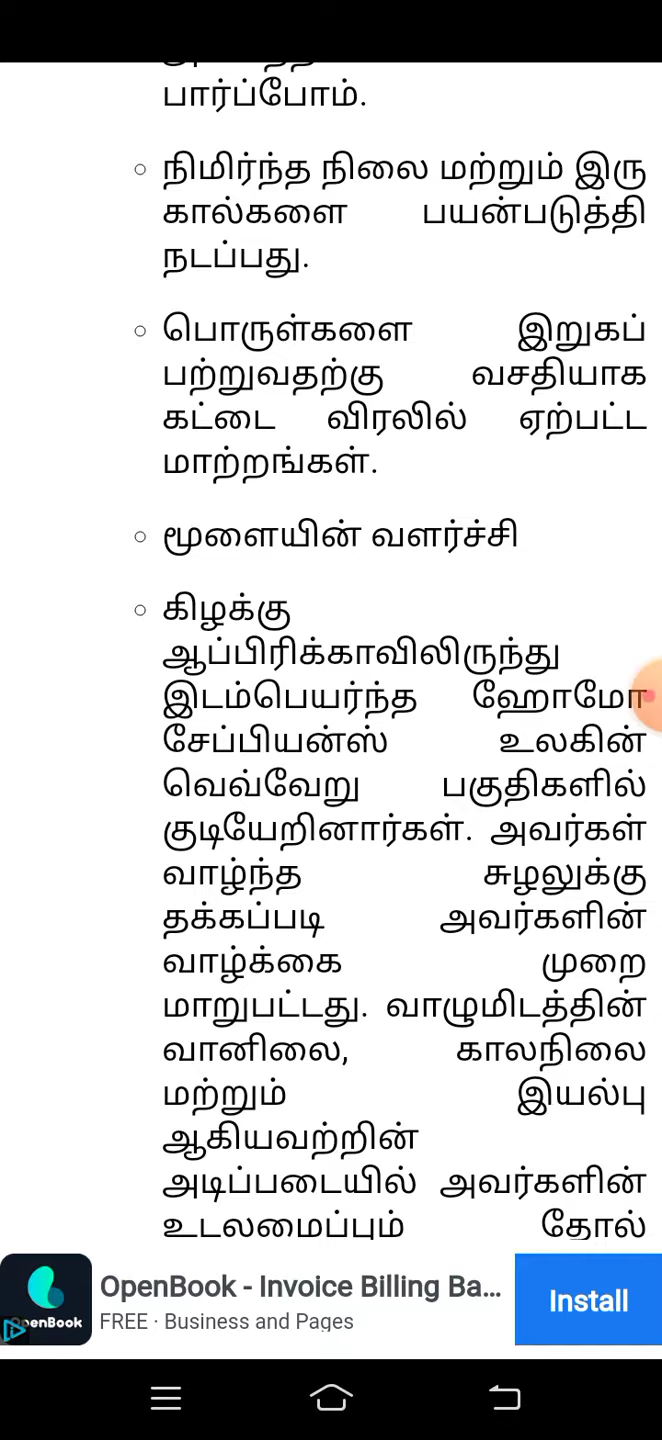 பார்ப்போம்.
நிமிர்ந்த நிலை மற்றும் இரு
கால்களை பயன்படுத்தி
நடப்பது.
பொருள்களை இறுகப்
பற்றுவதற்கு வசதியாக
கட்டை விரலில் ஏற்பட்ட
மாற்றங்கள்.
மூளையின் வளர்ச்சி
கிழக்கு
ஆப்பிரிக்காவிலிருந்து
இடம்பெயர்ந்த ஹோமோ
சேப்பியன்ஸ் உலகின்
வெவ்வேறு பகுதிகளில்
குடியேறினார்கள். அவர்கள்
வாழ்ந்த சுழலுக்கு
தக்கப்படி அவர்களின்
வாழ்க்கை முறை
மாறுபட்டது. வாழுமிடத்தின்
வானிலை, காலநிலை
மற்றும் இயல்பு
ஆகியவற்றின்
அடிப்படையில் அவர்களின்
உடலமைப்பும் தோல்
OpenBook - Invoice Billing Ba...
FREE · Business and Pages
Install